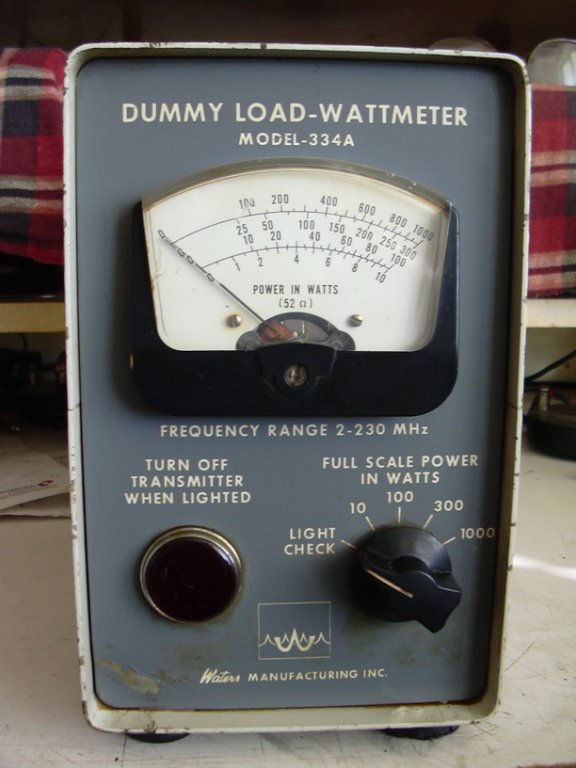 DUMMY LOAD-WATTMETER
MODEL-334A
100 200 400 600 800 1000
25 50 100 150 200 250 300
10 20 40 60 80 100
0 1 2 4 6 8 10
POWER IN WATTS
(52 Ω)
FREQUENCY RANGE 2-230 MHz
TURN OFF
TRANSMITTER
WHEN LIGHTED
FULL SCALE POWER
IN WATTS
LIGHT
CHECK
10
100
300
1000
Waters MANUFACTURING INC.